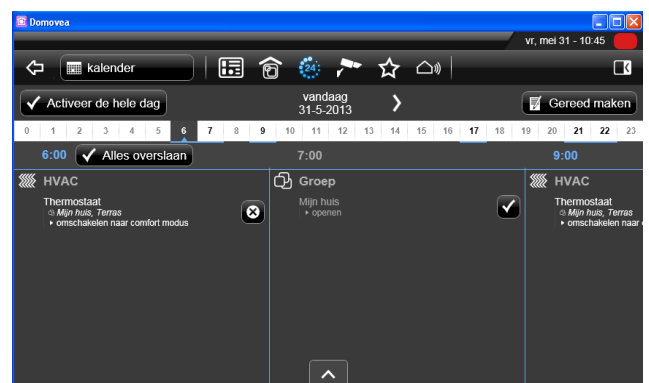 Domovea
vr, mei 31 - 10:45
kalender
24
Activeer de hele dag
vandaag
31-5-2013
Gereed maken
0 1 2 3 4 5 6 7 8 9 10 11 12 13 14 15 16 17 18 19 20 21 22 23
6:00 Alles overslaan 7:00 9:00
HVAC Groep HVAC
Thermostaat Mijn huis Thermostaat
Mijn huis, Terras openen Mijn huis, Terras
omschakelen naar comfort modus omschakelen naar